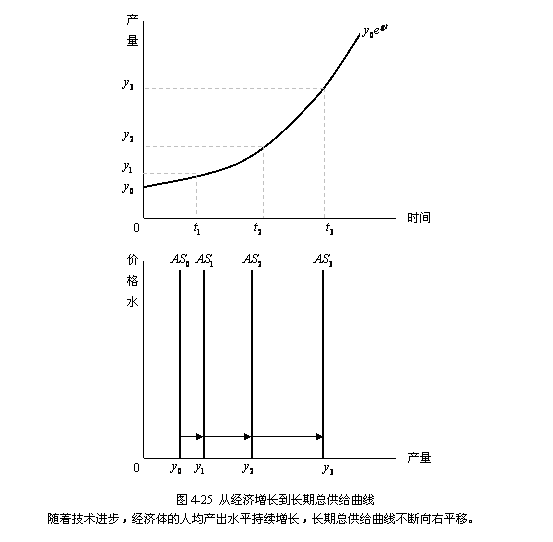 产
量
y₀e^gt
y₃
y₂
y₁
y₀
0
t₁
t₂
t₃
时间
价
格
水
AS₀
AS₁
AS₂
AS₃
0
y₀
y₁
y₂
y₃
产量
图 4-25 从经济增长到长期总供给曲线
随着技术进步，经济体的人均产出水平持续增长，长期总供给曲线不断向右平移。